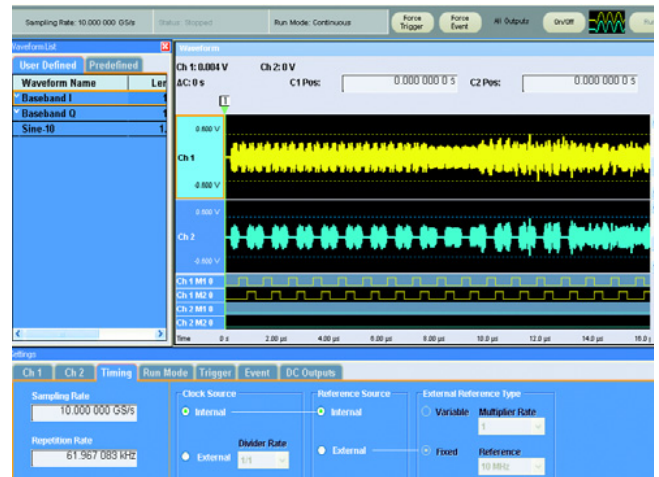 Sampling Rate: 10.000 000 GS/s Status: Stopped Run Mode: Continuous Force Trigger Force Event All Outputs On/Off
Waveform List Waveform
User Defined Predefined
Waveform Name
Baseband I
Baseband Q
Sine-10
Ch 1: 0.004 V Ch 2: 0 V
ΔC: 0 s C1 Pos: 0.000 000 0 s C2 Pos: 0.000 000 0 s
T
0.600 V
Ch 1
-0.600 V
0.600 V
Ch 2
-0.600 V
Ch 1 M1 0
Ch 1 M2 0
Ch 2 M1 0
Ch 2 M2 0
Time 0 s 2.00 µs 4.00 µs 6.00 µs 8.00 µs 10.0 µs 12.0 µs 14.0 µs 16.0
Settings
Ch 1 Ch 2 Timing Run Mode Trigger Event DC Outputs
Sampling Rate
10.000 000 GS/s
Repetition Rate
61.967 083 kHz
Clock Source
Internal
External
Divider Rate
1/1
Reference Source
Internal
External
External Reference Type
Variable Multiplier Rate
1
Fixed Reference
10 MHz